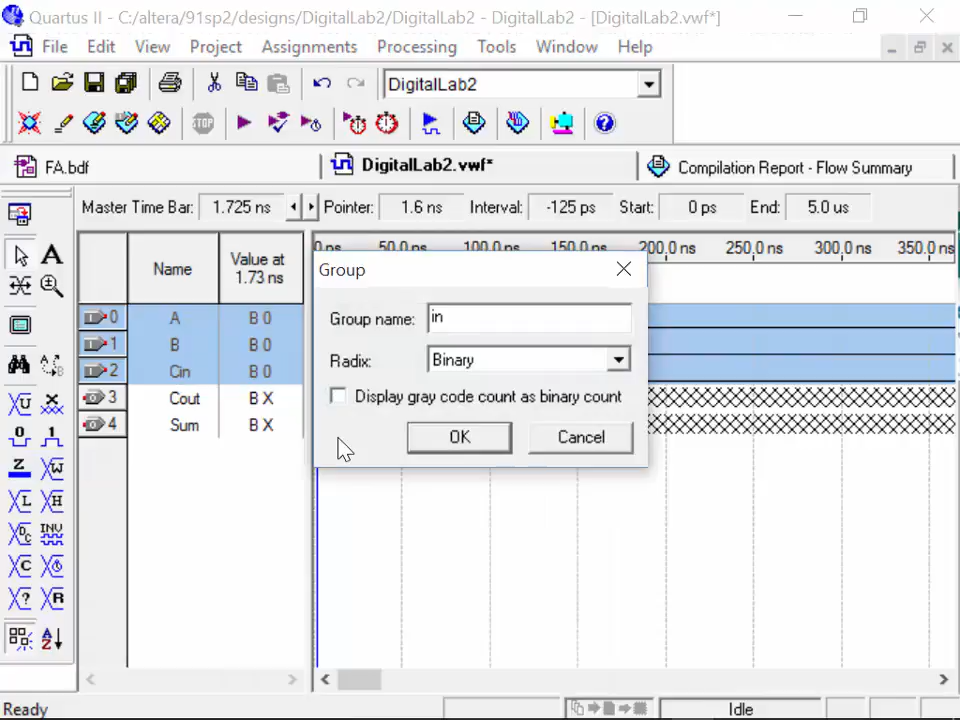 Quartus II - C:/altera/91sp2/designs/DigitalLab2/DigitalLab2 - DigitalLab2 - [DigitalLab2.vwf*]
File Edit View Project Assignments Processing Tools Window Help
DigitalLab2
STOP
FA.bdf
DigitalLab2.vwf*
Compilation Report - Flow Summary
Master Time Bar: 1.725 ns Pointer: 1.6 ns Interval: -125 ps Start: 0 ps End: 5.0 us
Name
Value at
1.73 ns
0 ps 50.0 ns 100.0 ns 150.0 ns 200.0 ns 250.0 ns 300.0 ns 350.0 ns
Group
Group name: in
Radix: Binary
Display gray code count as binary count
OK Cancel
0 A B 0
1 B B 0
2 Cin B 0
3 Cout B X
4 Sum B X
Ready
Idle